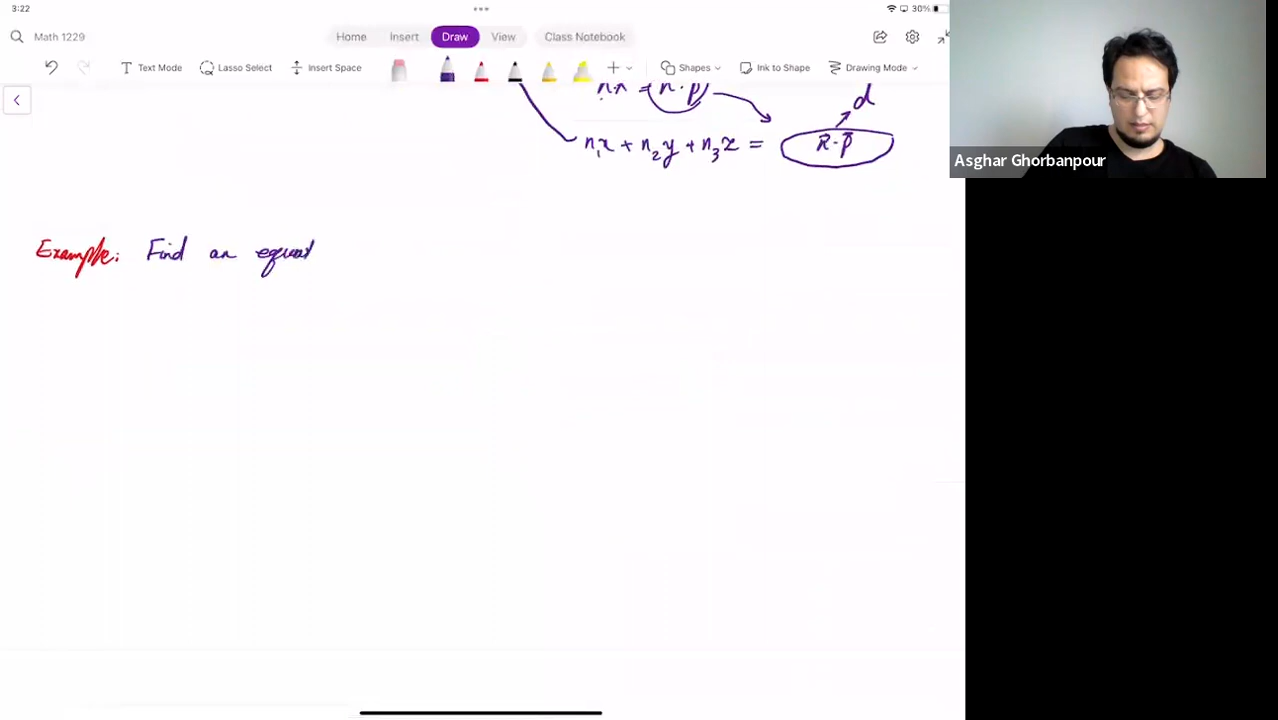 3:22
30%
Math 1229
Home Insert Draw View Class Notebook
Text Mode Lasso Select Insert Space Shapes Ink to Shape Drawing Mode
d
n₁x + n₂y + n₃z = n·p
Example: Find an equat
Asghar Ghorbanpour